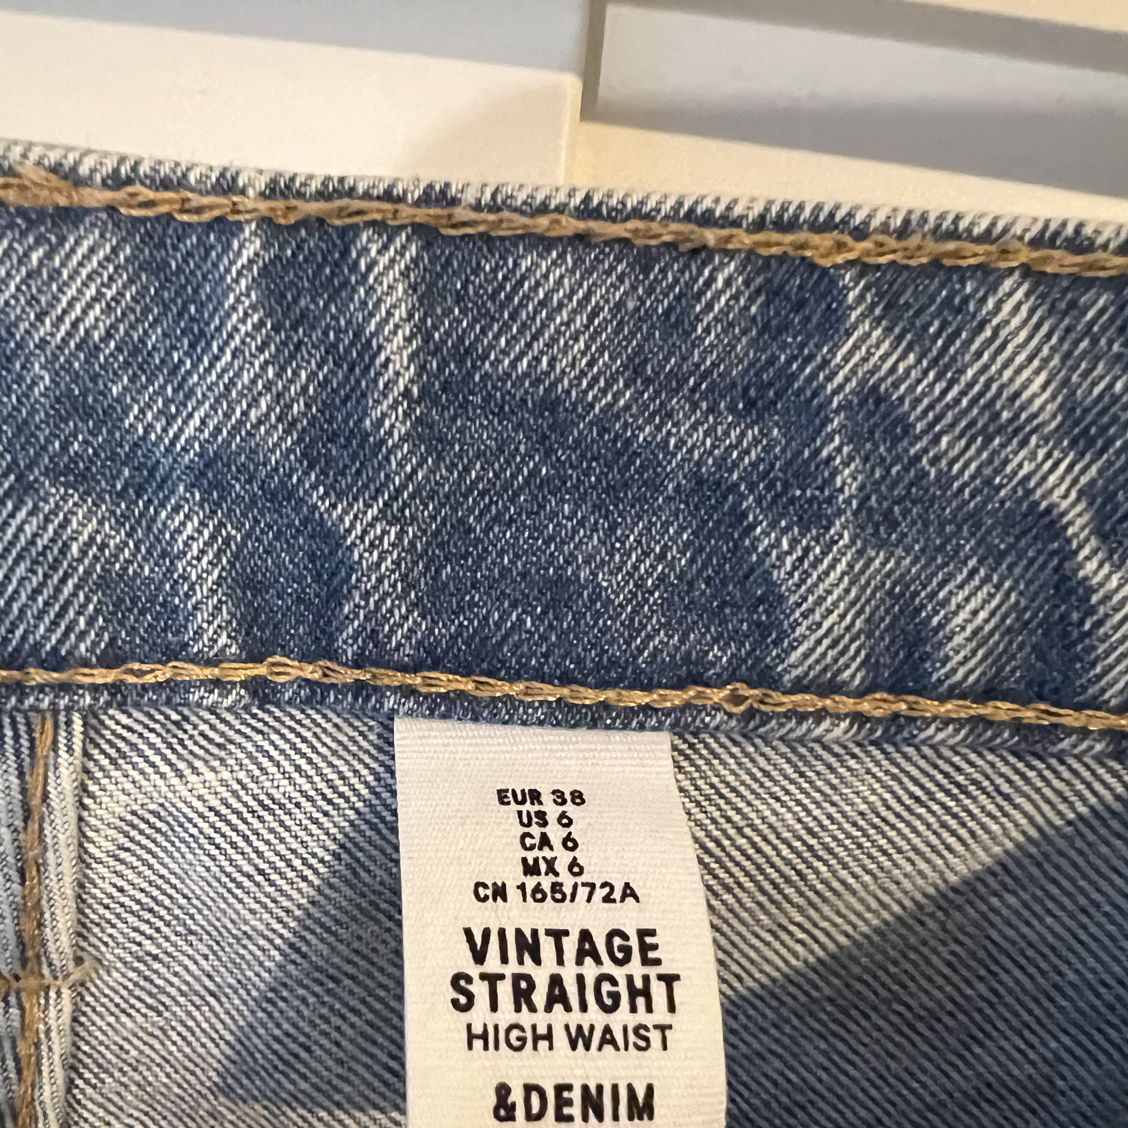 EUR 38
US 6
CA 6
MX 6
CN 165/72A
VINTAGE
STRAIGHT
HIGH WAIST
&DENIM